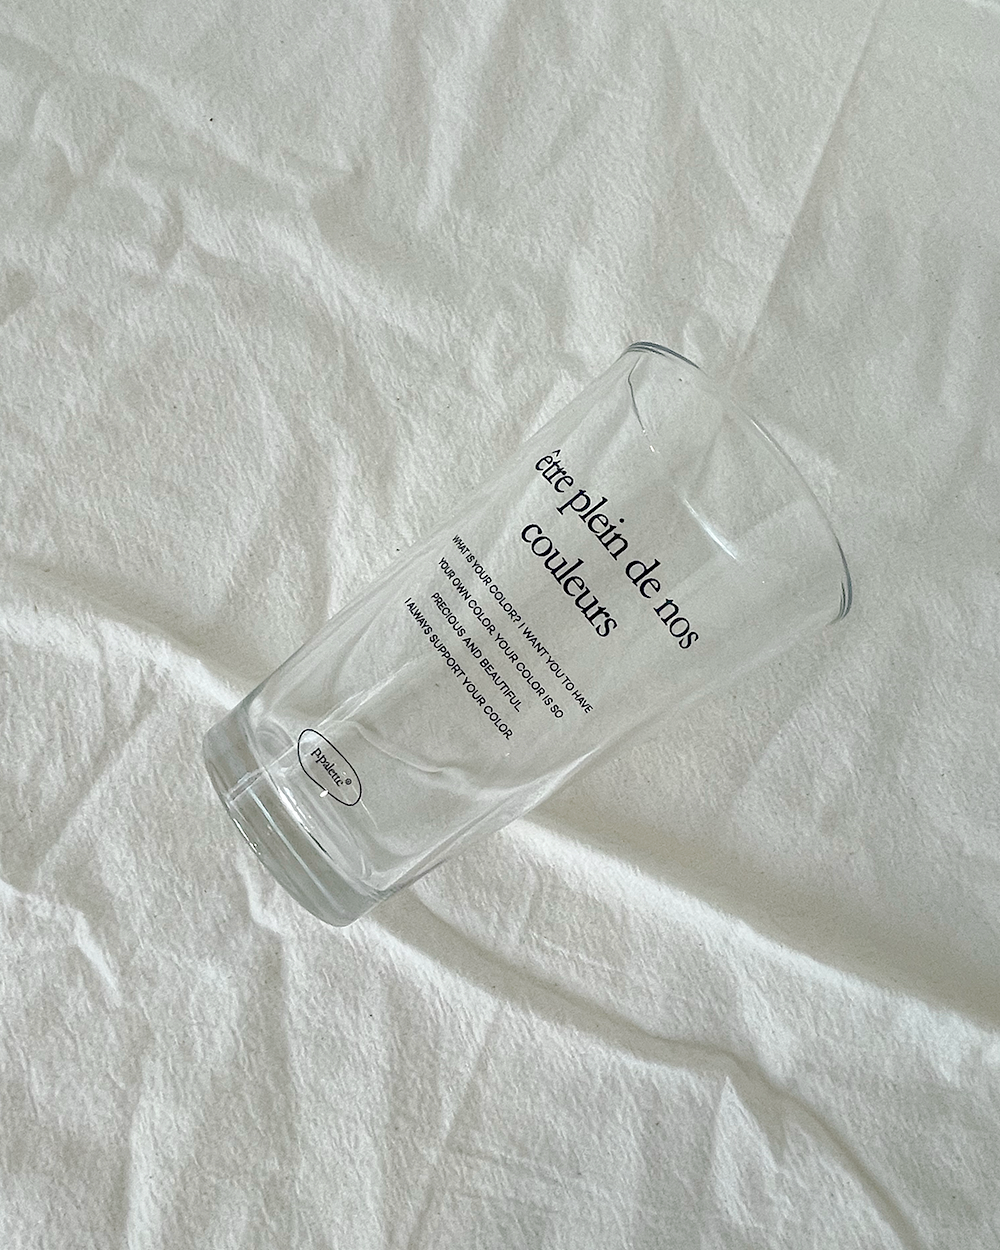 être plein de nos
couleurs
WHAT IS YOUR COLOR? I WANT YOU TO HAVE
YOUR OWN COLOR. YOUR COLOR IS SO
PRECIOUS AND BEAUTIFUL.
I ALWAYS SUPPORT YOUR COLOR.
p.palette®